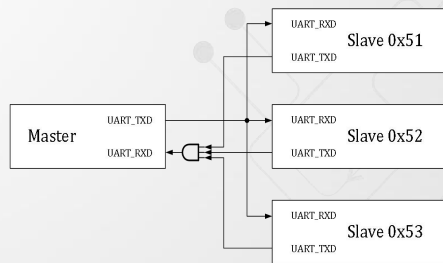 UART_RXD
Slave 0x51
UART_TXD
Master
UART_TXD
UART_RXD
UART_RXD
Slave 0x52
UART_TXD
UART_RXD
Slave 0x53
UART_TXD